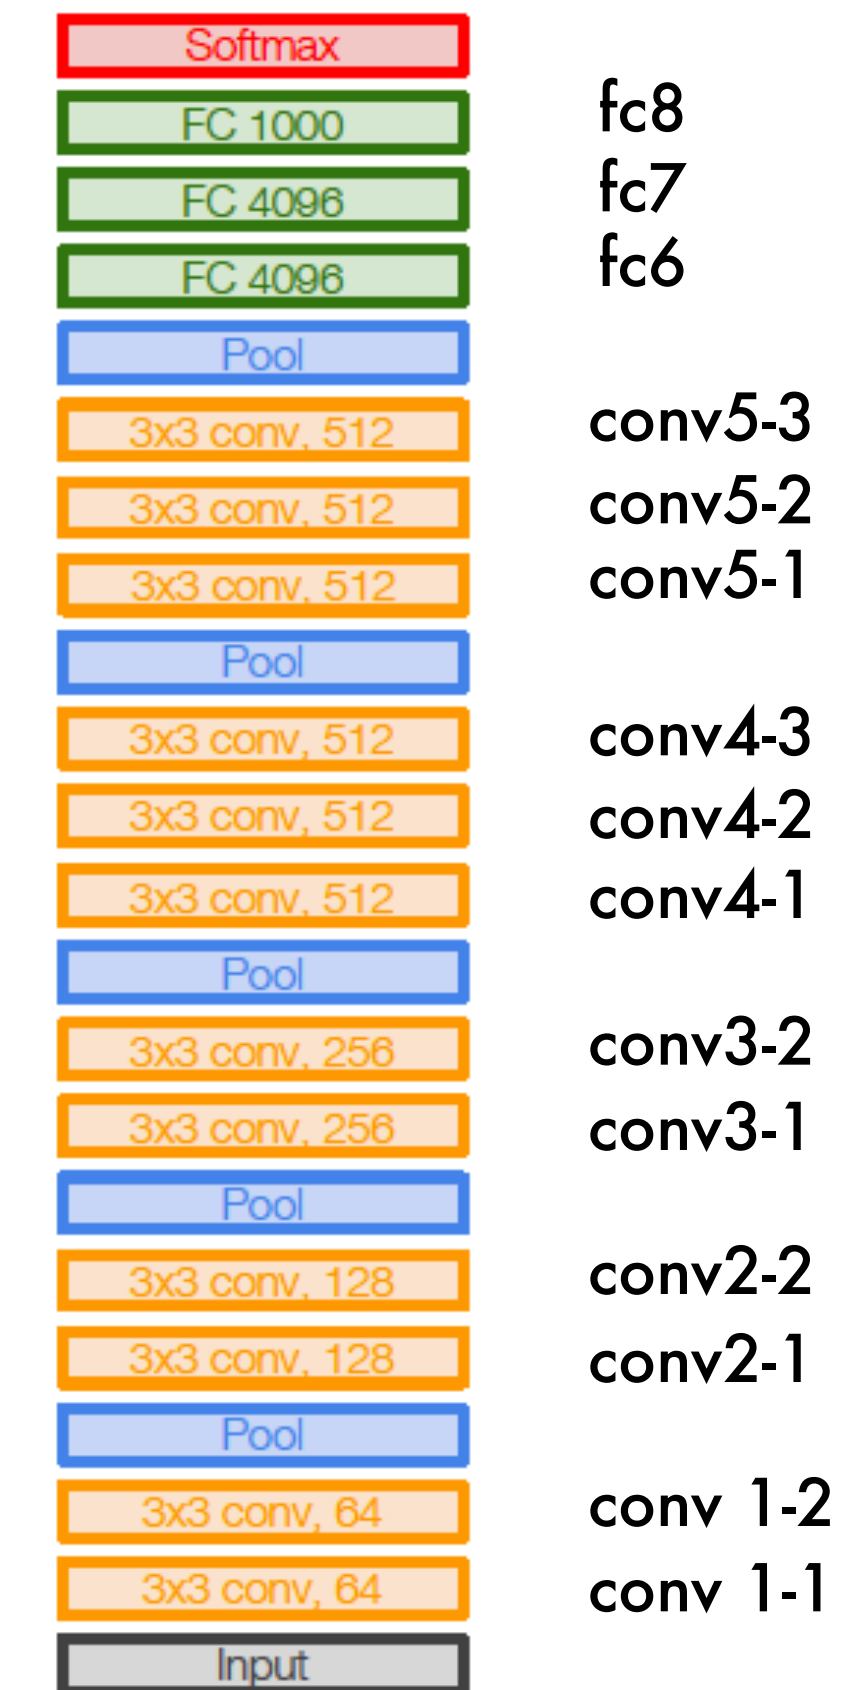 Softmax
FC 1000 fc8
FC 4096 fc7
FC 4096 fc6
Pool
3x3 conv, 512 conv5-3
3x3 conv, 512 conv5-2
3x3 conv, 512 conv5-1
Pool
3x3 conv, 512 conv4-3
3x3 conv, 512 conv4-2
3x3 conv, 512 conv4-1
Pool
3x3 conv, 256 conv3-2
3x3 conv, 256 conv3-1
Pool
3x3 conv, 128 conv2-2
3x3 conv, 128 conv2-1
Pool
3x3 conv, 64 conv 1-2
3x3 conv, 64 conv 1-1
Input